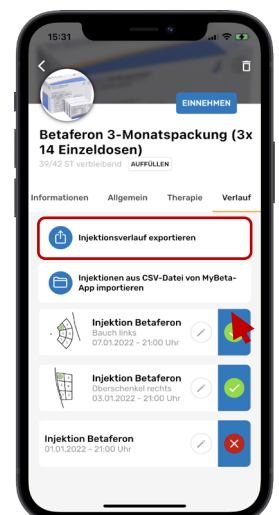 15:31
EINNEHMEN
Betaferon 3-Monatspackung (3x
14 Einzeldosen)
39/42 ST verbleibend AUFFÜLLEN
Informationen Allgemein Therapie Verlauf
Injektionsverlauf exportieren
Injektionen aus CSV-Datei von MyBeta-
App importieren
Injektion Betaferon
Bauch links
07.01.2022 - 21:00 Uhr
Injektion Betaferon
Oberschenkel rechts
03.01.2022 - 21:00 Uhr
Injektion Betaferon
01.01.2022 - 21:00 Uhr